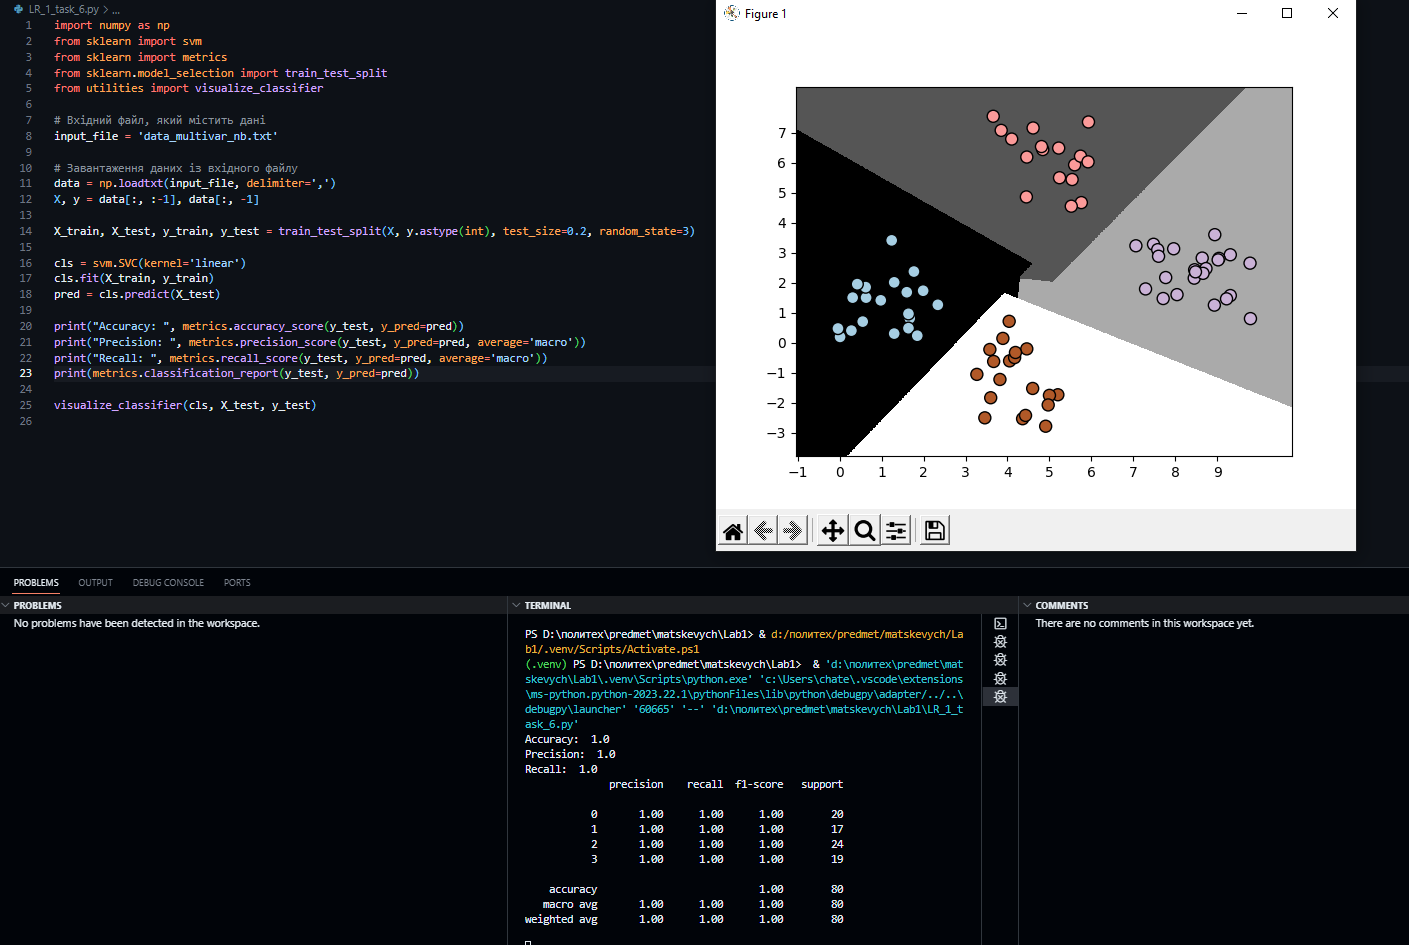 LR_1_task_6.py > ...
1 import numpy as np
2 from sklearn import svm
3 from sklearn import metrics
4 from sklearn.model_selection import train_test_split
5 from utilities import visualize_classifier
6
7 # Вхідний файл, який містить дані
8 input_file = 'data_multivar_nb.txt'
9
10 # Завантаження даних із вхідного файлу
11 data = np.loadtxt(input_file, delimiter=',')
12 X, y = data[:, :-1], data[:, -1]
13
14 X_train, X_test, y_train, y_test = train_test_split(X, y.astype(int), test_size=0.2, random_state=3)
15
16 cls = svm.SVC(kernel='linear')
17 cls.fit(X_train, y_train)
18 pred = cls.predict(X_test)
19
20 print("Accuracy: ", metrics.accuracy_score(y_test, y_pred=pred))
21 print("Precision: ", metrics.precision_score(y_test, y_pred=pred, average='macro'))
22 print("Recall: ", metrics.recall_score(y_test, y_pred=pred, average='macro'))
23 print(metrics.classification_report(y_test, y_pred=pred))
24
25 visualize_classifier(cls, X_test, y_test)
26
Figure 1
7
6
5
4
3
2
1
0
−1
−2
−3
−1 0 1 2 3 4 5 6 7 8 9
PROBLEMS OUTPUT DEBUG CONSOLE PORTS
PROBLEMS
No problems have been detected in the workspace.
TERMINAL
PS D:\политех\predmet\matskevych\Lab1> & d:/политех/predmet/matskevych/La
b1/.venv/Scripts/Activate.ps1
(.venv) PS D:\политех\predmet\matskevych\Lab1>  & 'd:\политех\predmet\mat
skevych\Lab1\.venv\Scripts\python.exe' 'c:\Users\chate\.vscode\extensions
\ms-python.python-2023.22.1\pythonFiles\lib\python\debugpy\adapter/../..\
debugpy\launcher' '60665' '--' 'd:\политех\predmet\matskevych\Lab1\LR_1_t
ask_6.py'
Accuracy:  1.0
Precision:  1.0
Recall:  1.0
precision recall f1-score support
0 1.00 1.00 1.00 20
1 1.00 1.00 1.00 17
2 1.00 1.00 1.00 24
3 1.00 1.00 1.00 19
accuracy 1.00 80
macro avg 1.00 1.00 1.00 80
weighted avg 1.00 1.00 1.00 80
COMMENTS
There are no comments in this workspace yet.